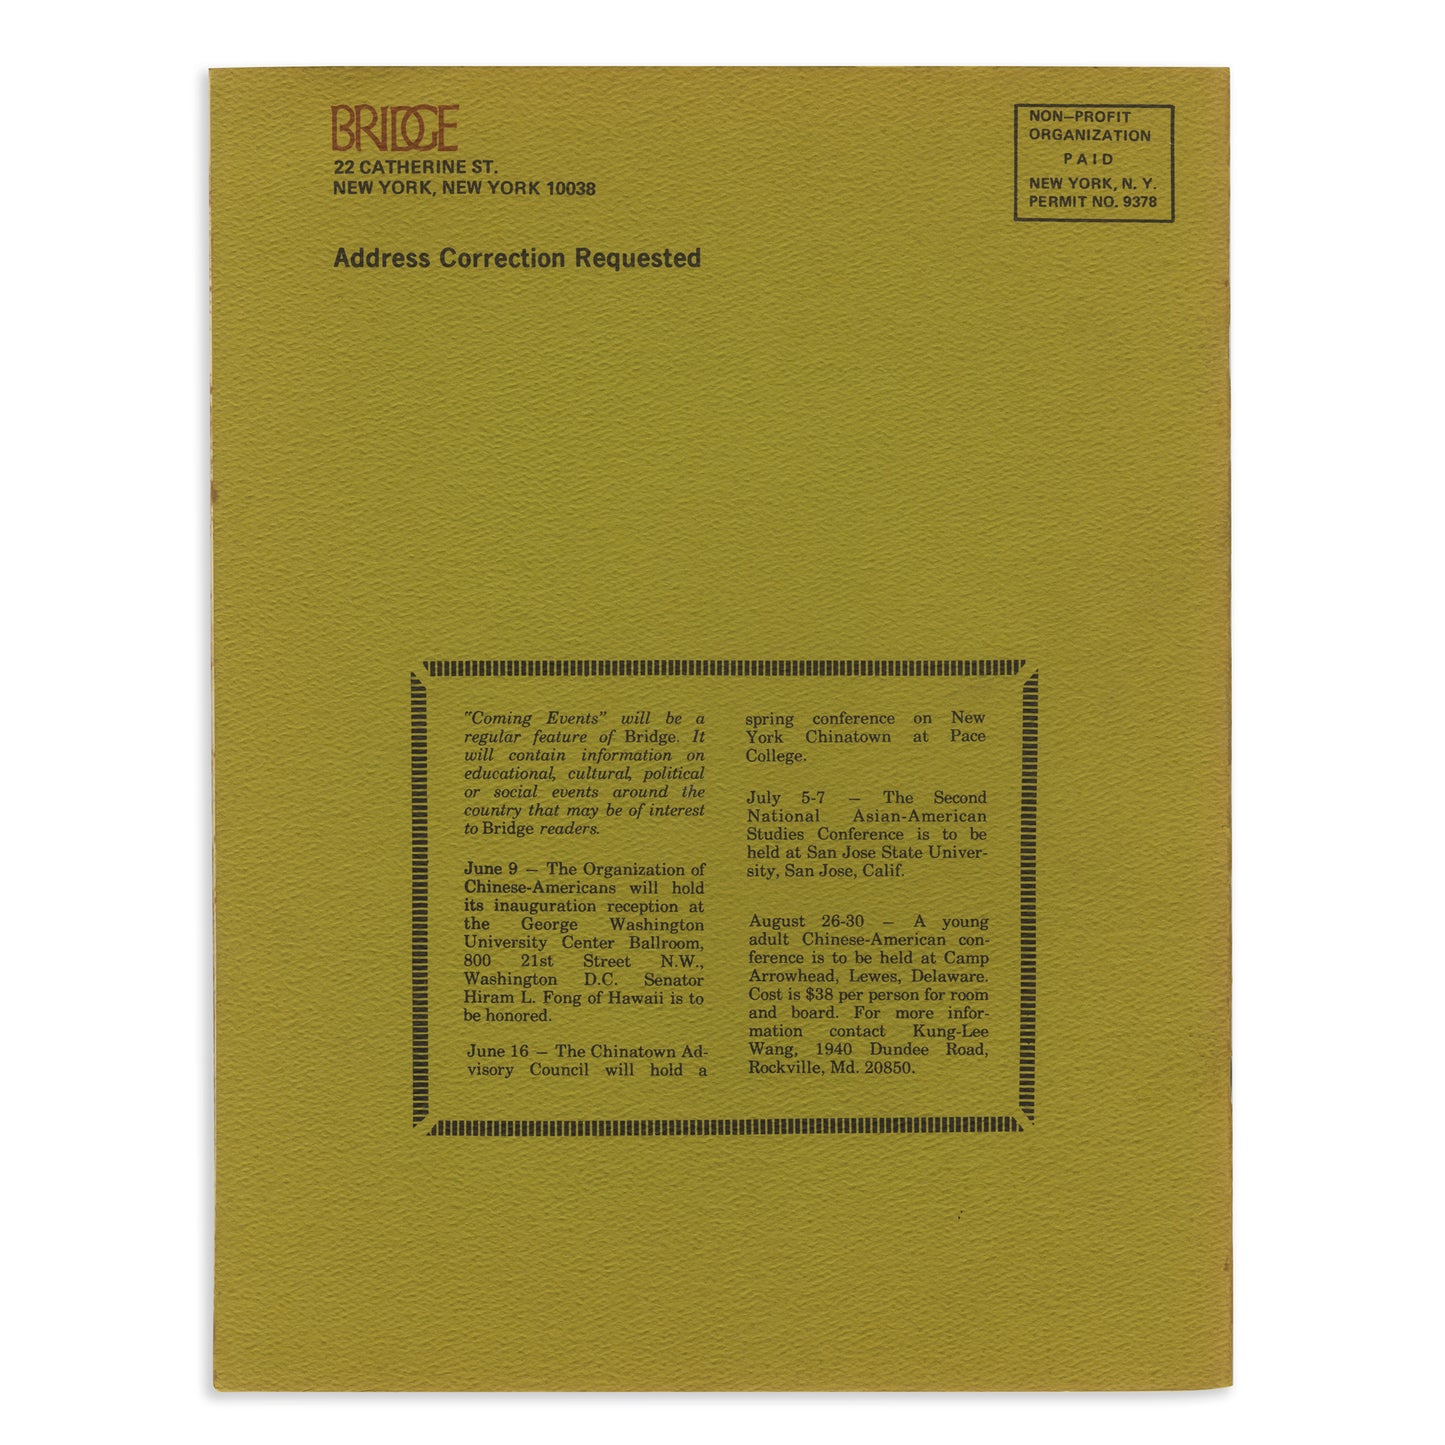 BRIDGE
22 CATHERINE ST.
NEW YORK, NEW YORK 10038
Address Correction Requested
NON–PROFIT
ORGANIZATION
PAID
NEW YORK, N. Y.
PERMIT NO. 9378
"Coming Events" will be a
regular feature of Bridge. It
will contain information on
educational, cultural, political
or social events around the
country that may be of interest
to Bridge readers.
June 9 – The Organization of
Chinese-Americans will hold
its inauguration reception at
the George Washington
University Center Ballroom,
800 21st Street N.W.,
Washington D.C. Senator
Hiram L. Fong of Hawaii is to
be honored.
June 16 – The Chinatown Ad-
visory Council will hold a
spring conference on New
York Chinatown at Pace
College.
July 5-7 – The Second
National Asian-American
Studies Conference is to be
held at San Jose State Univer-
sity, San Jose, Calif.
August 26-30 – A young
adult Chinese-American con-
ference is to be held at Camp
Arrowhead, Lewes, Delaware.
Cost is $38 per person for room
and board. For more infor-
mation contact Kung-Lee
Wang, 1940 Dundee Road,
Rockville, Md. 20850.